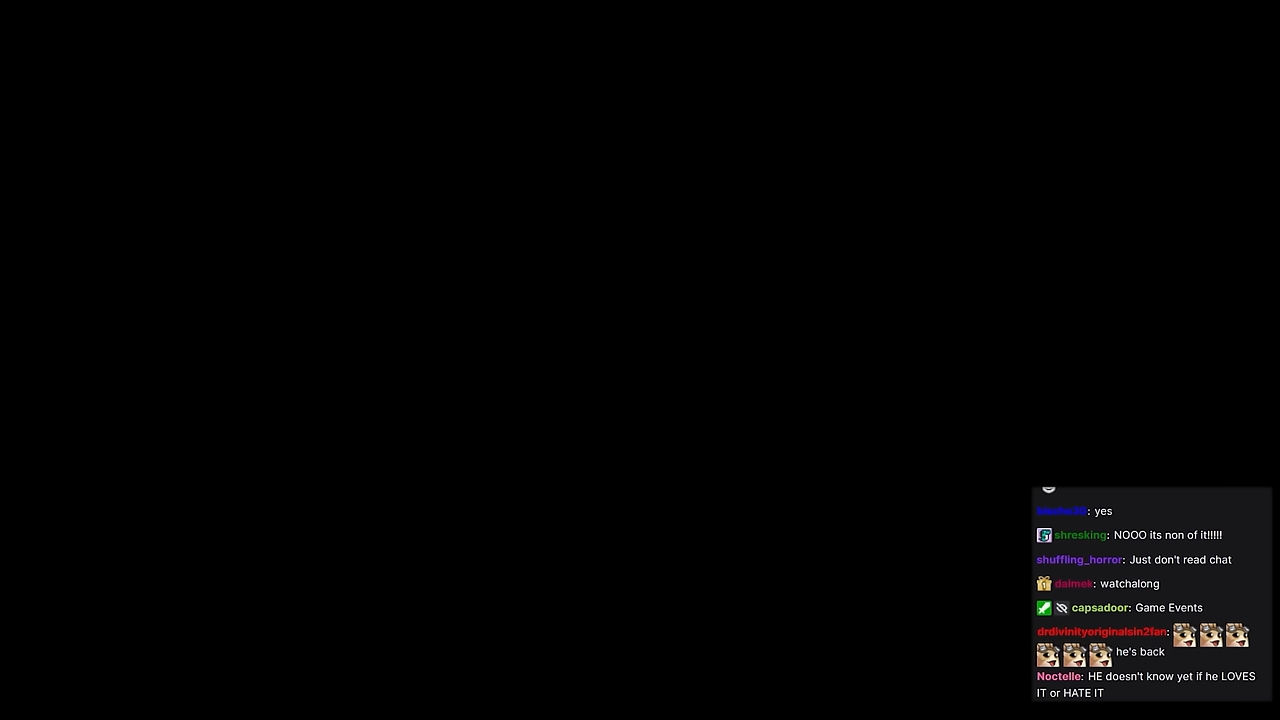 : yes
shresking: NOOO its non of it!!!!!
shuffling_horror: Just don't read chat
daimek: watchalong
capsadoor: Game Events
drdivinityoriginalsin2fan:
he's back
Noctelle: HE doesn't know yet if he LOVES
IT or HATE IT